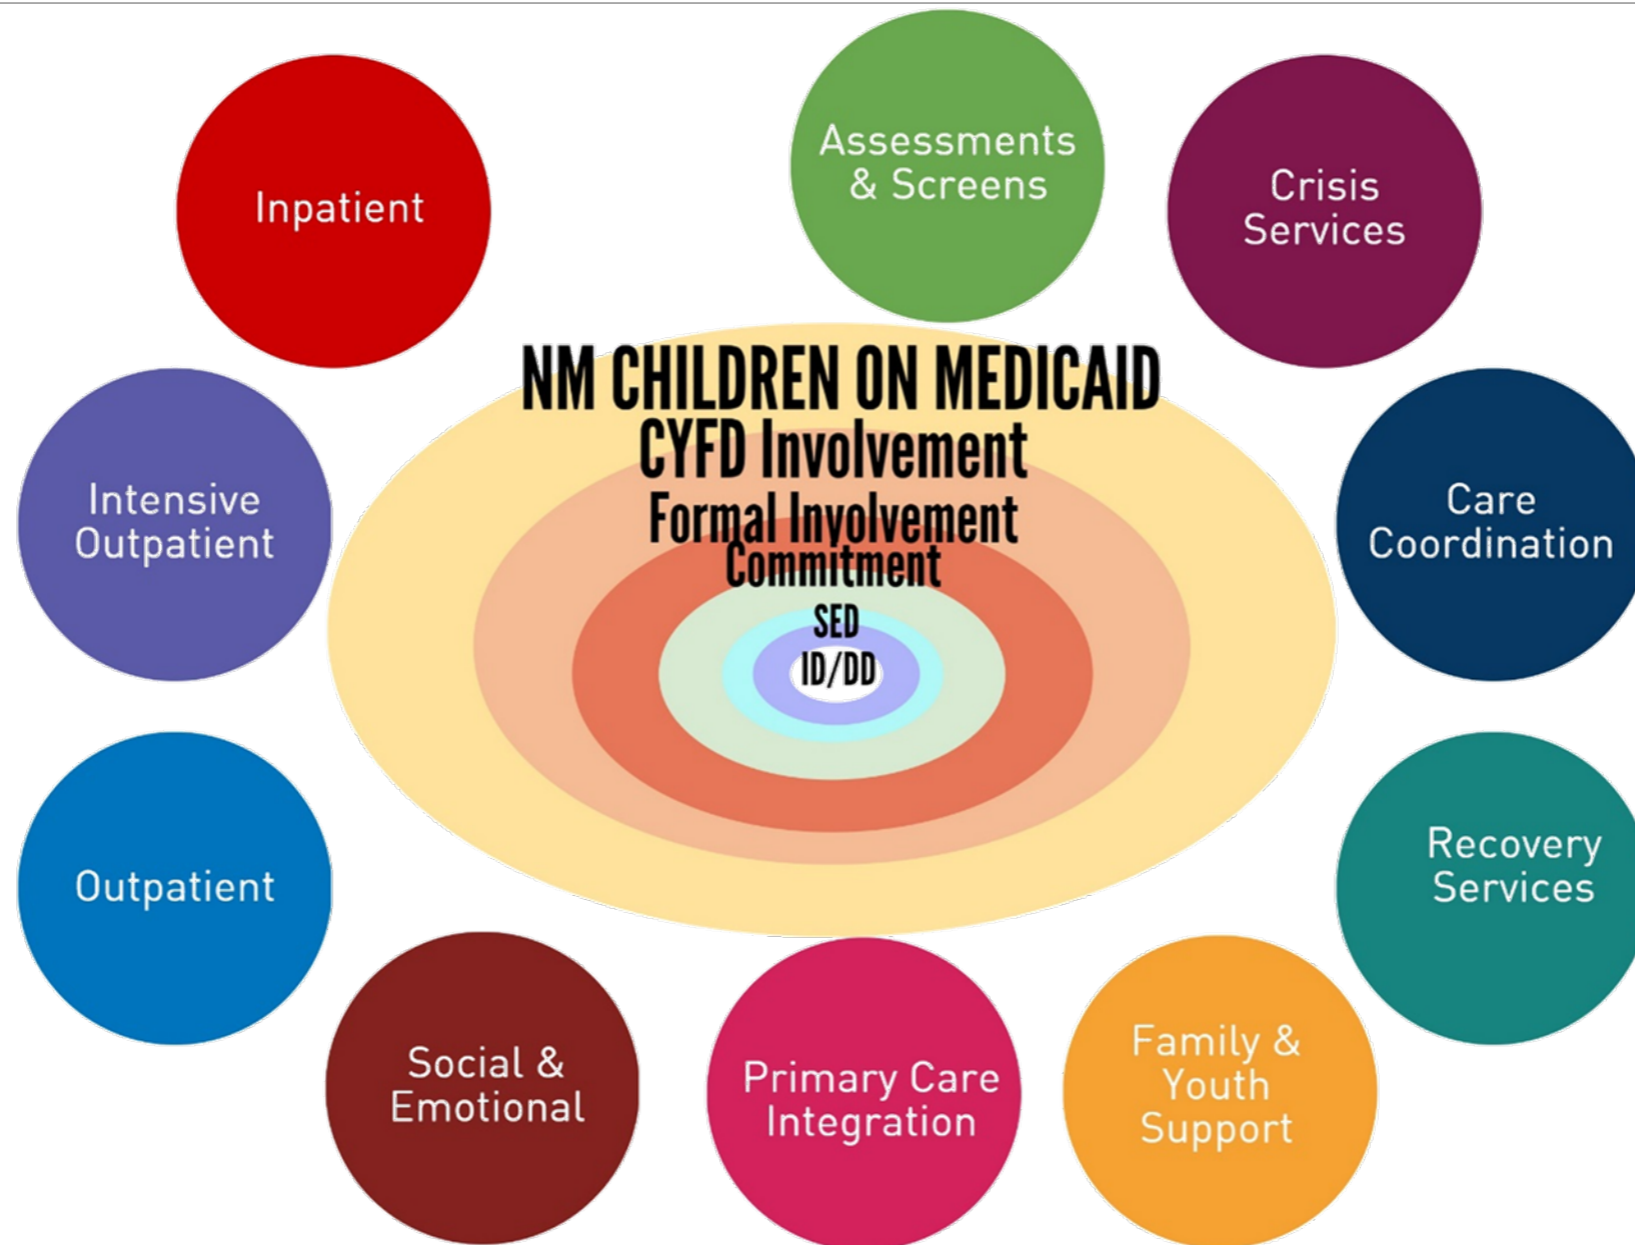 Inpatient
Assessments
& Screens
Crisis
Services
NM CHILDREN ON MEDICAID
CYFD Involvement
Formal Involvement
Commitment
SED
ID/DD
Intensive
Outpatient
Care
Coordination
Outpatient
Recovery
Services
Social &
Emotional
Primary Care
Integration
Family &
Youth
Support